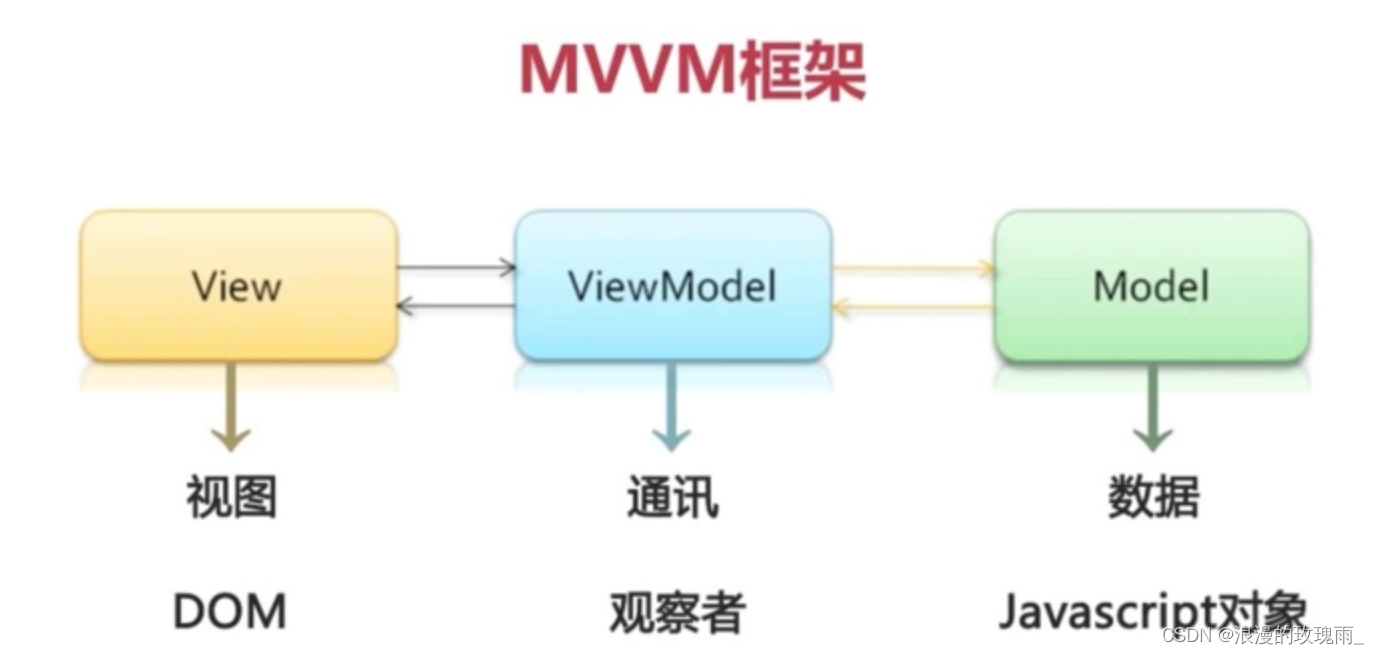 MVVM框架
View
ViewModel
Model
视图
通讯
数据
DOM
观察者
Javascript对象
CSDN @浪漫的玫瑰雨_